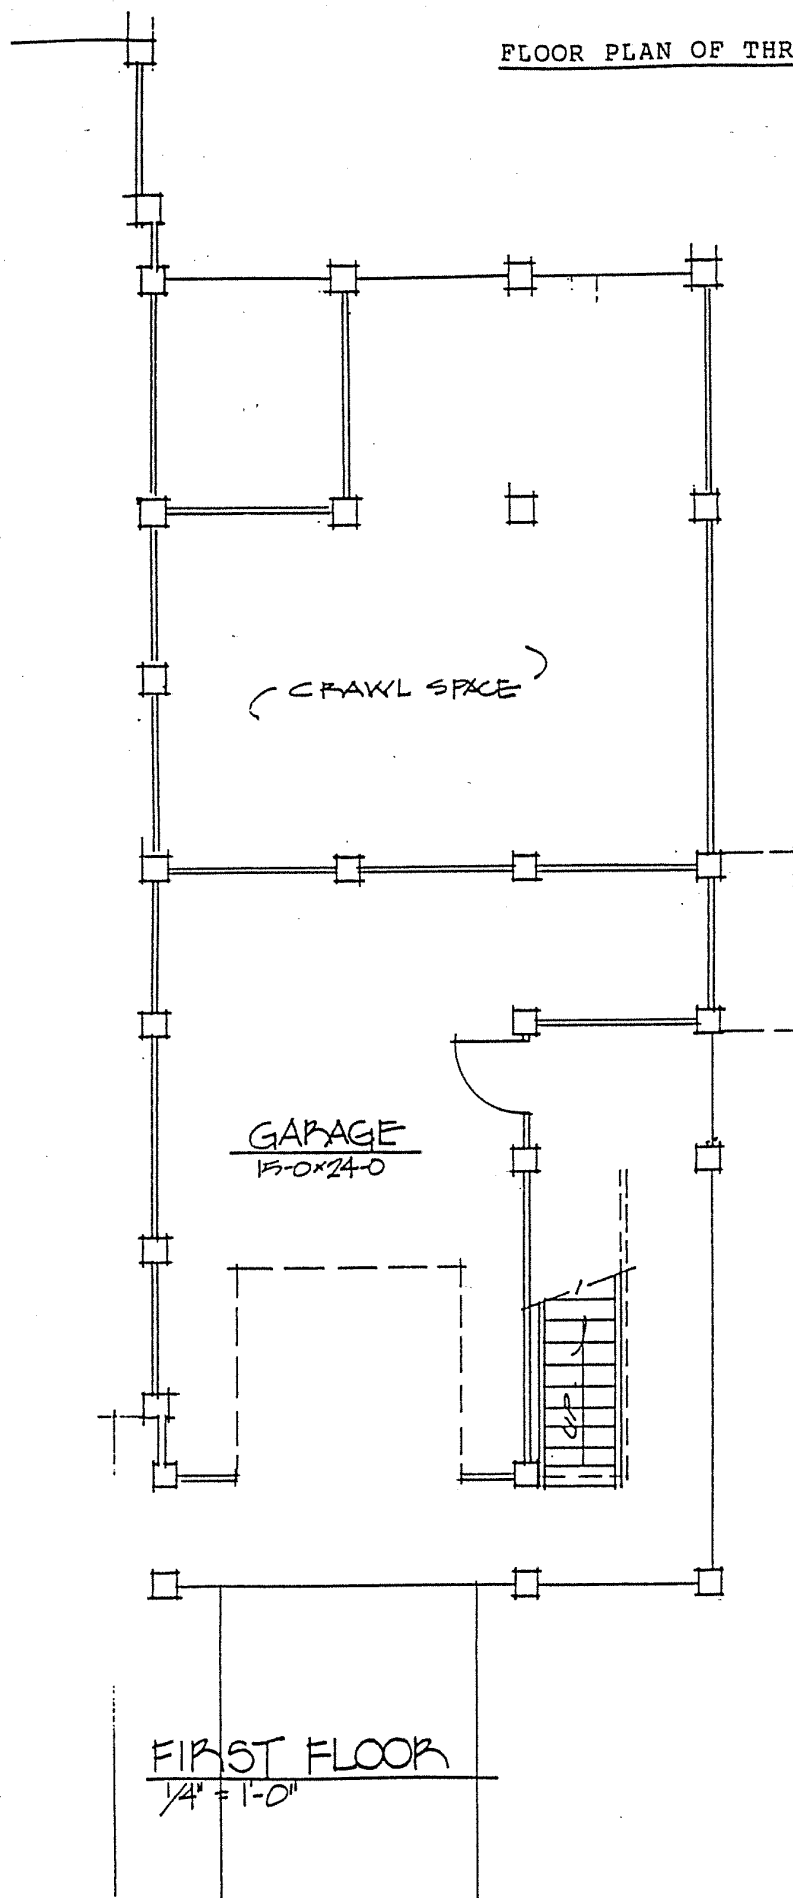 FLOOR PLAN OF THR
CRAWL SPACE
GARAGE
15-0x24-0
UP
FIRST FLOOR
1/4" = 1'-0"